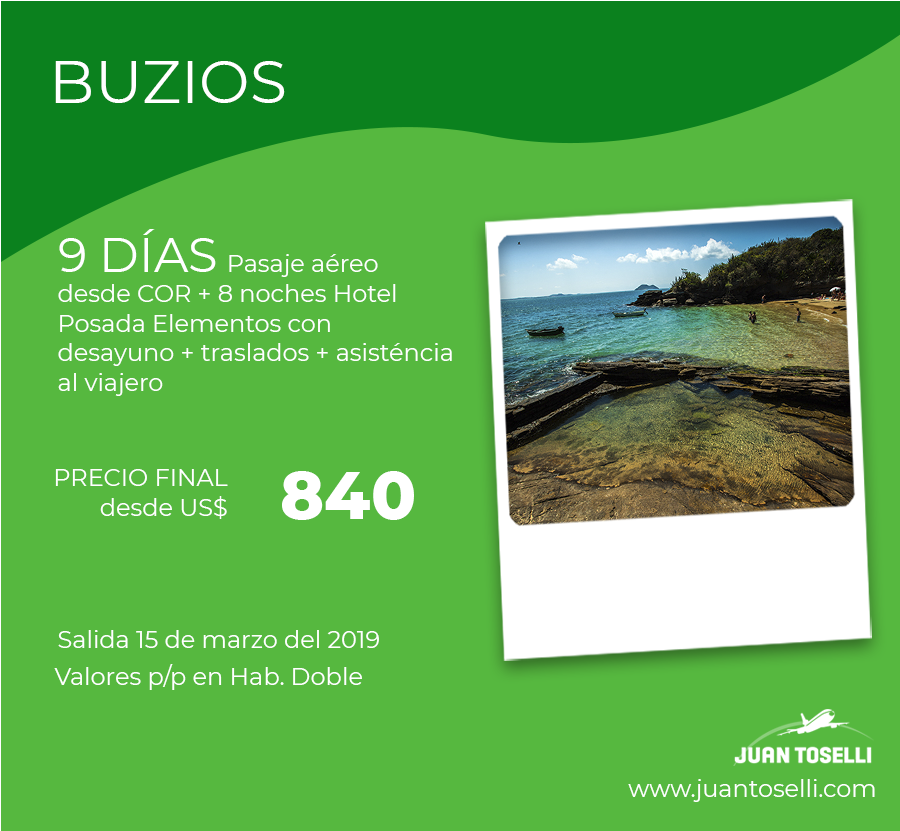 BUZIOS
9 DÍAS Pasaje aéreo
desde COR + 8 noches Hotel
Posada Elementos con
desayuno + traslados + asisténcia
al viajero
PRECIO FINAL
desde US$ 840
Salida 15 de marzo del 2019
Valores p/p en Hab. Doble
JUAN TOSELLI
www.juantoselli.com